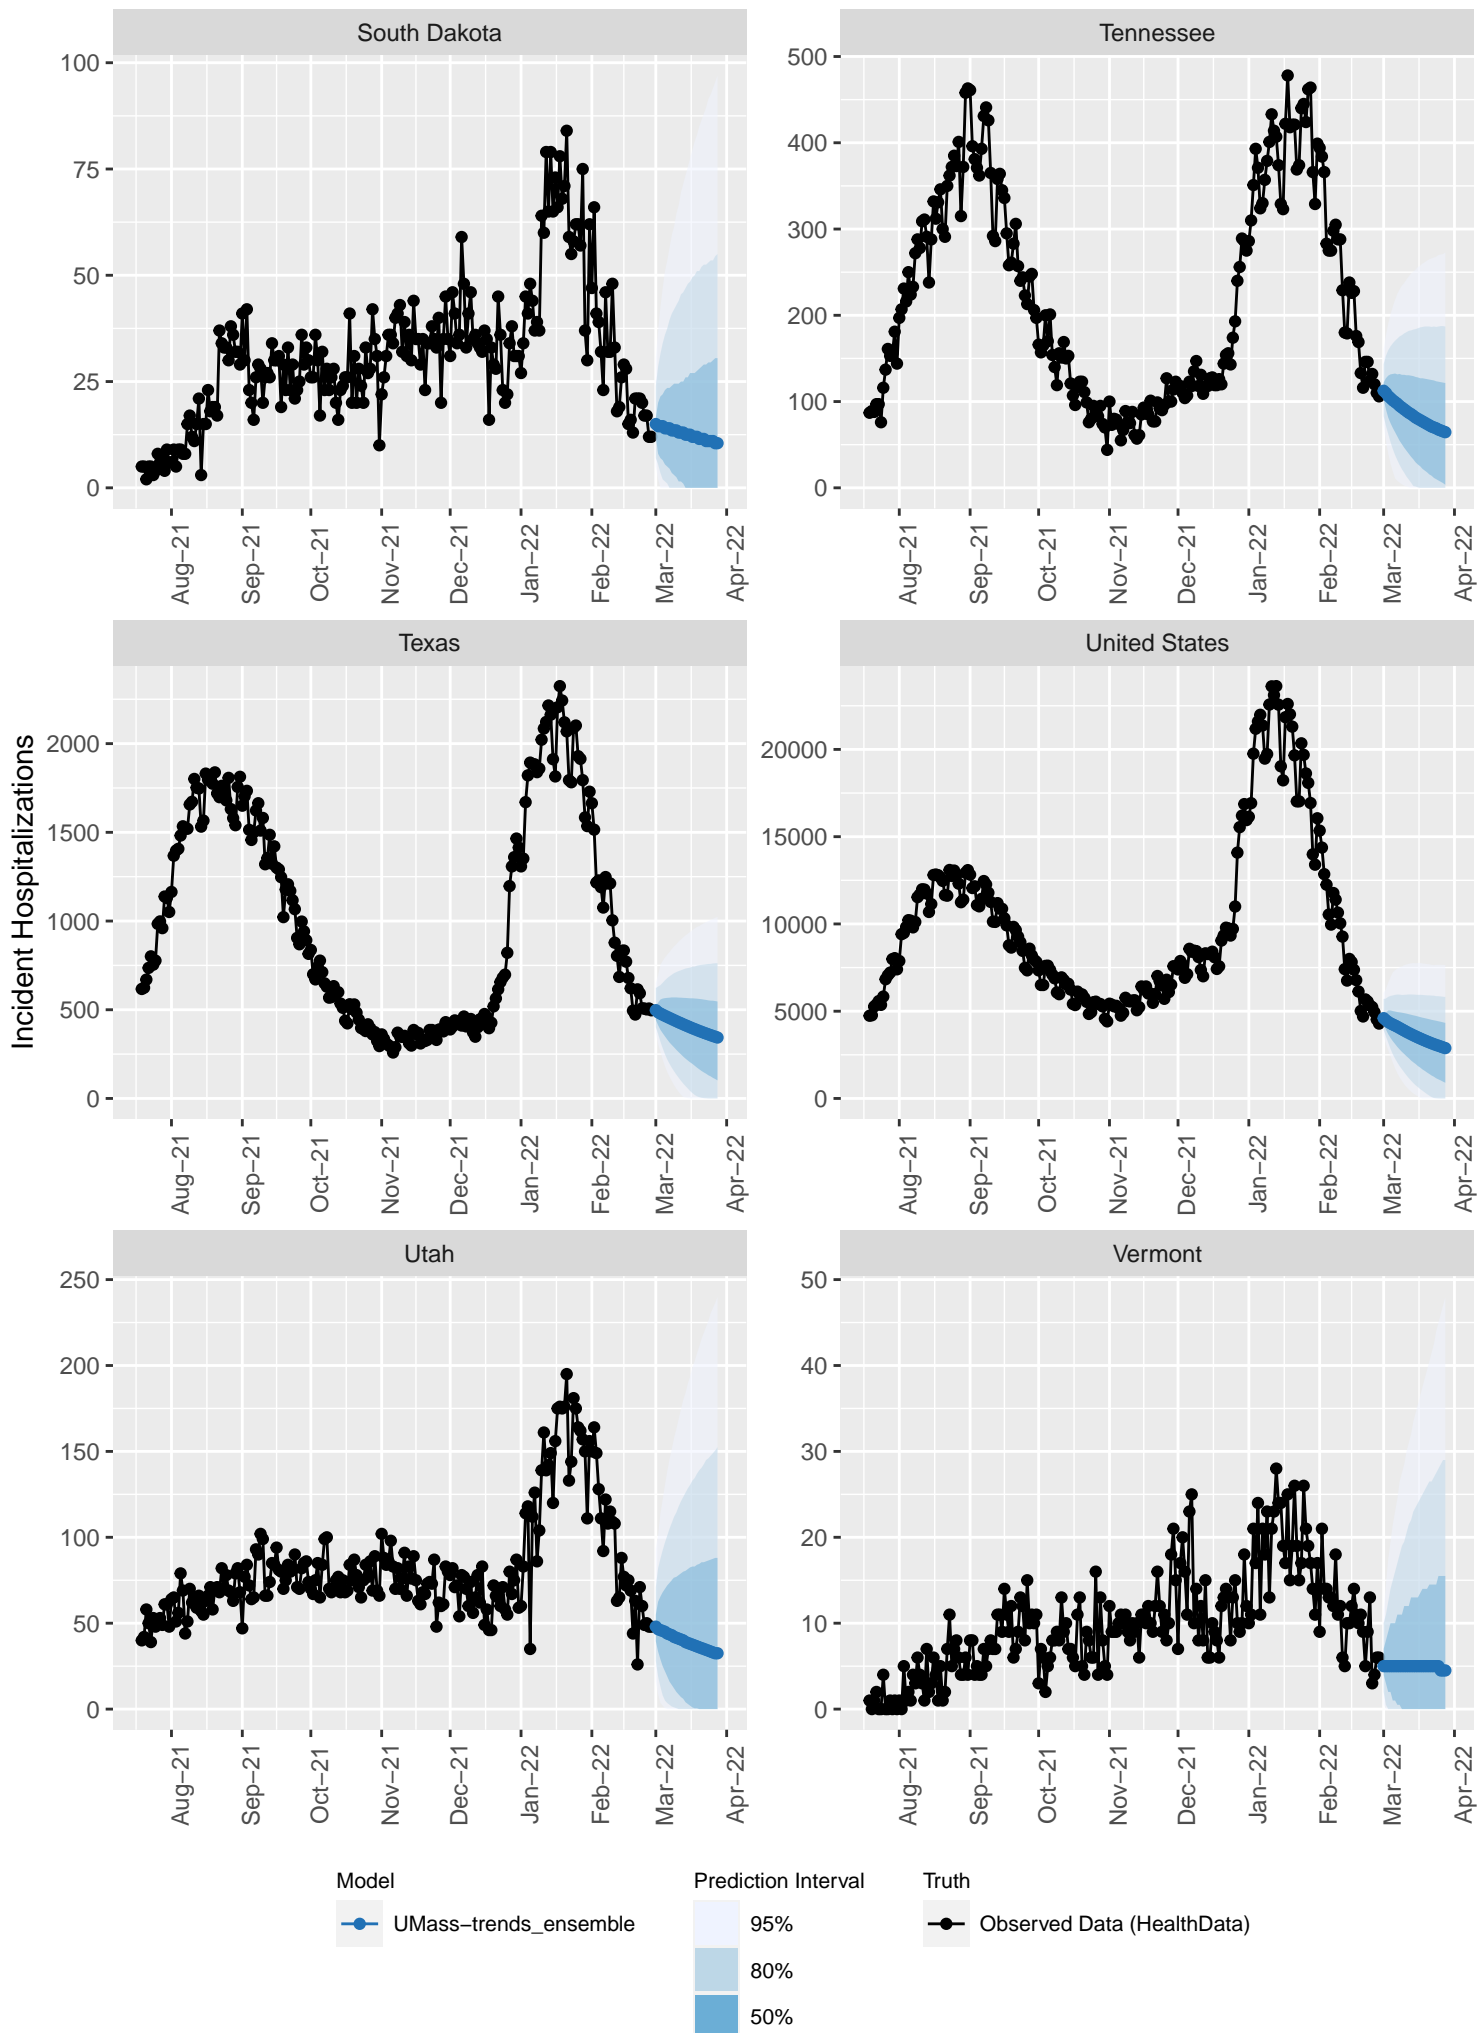 South Dakota
Tennessee
100
75
50
25
0
500
400
300
200
100
0
Aug−21
Sep−21
Oct−21
Nov−21
Dec−21
Jan−22
Feb−22
Mar−22
Apr−22
Aug−21
Sep−21
Oct−21
Nov−21
Dec−21
Jan−22
Feb−22
Mar−22
Apr−22
Texas
United States
Incident Hospitalizations
2000
1500
1000
500
0
20000
15000
10000
5000
0
Aug−21
Sep−21
Oct−21
Nov−21
Dec−21
Jan−22
Feb−22
Mar−22
Apr−22
Aug−21
Sep−21
Oct−21
Nov−21
Dec−21
Jan−22
Feb−22
Mar−22
Apr−22
Utah
Vermont
250
200
150
100
50
0
50
40
30
20
10
0
Aug−21
Sep−21
Oct−21
Nov−21
Dec−21
Jan−22
Feb−22
Mar−22
Apr−22
Aug−21
Sep−21
Oct−21
Nov−21
Dec−21
Jan−22
Feb−22
Mar−22
Apr−22
Model
UMass−trends_ensemble
Prediction Interval
95%
80%
50%
Truth
Observed Data (HealthData)